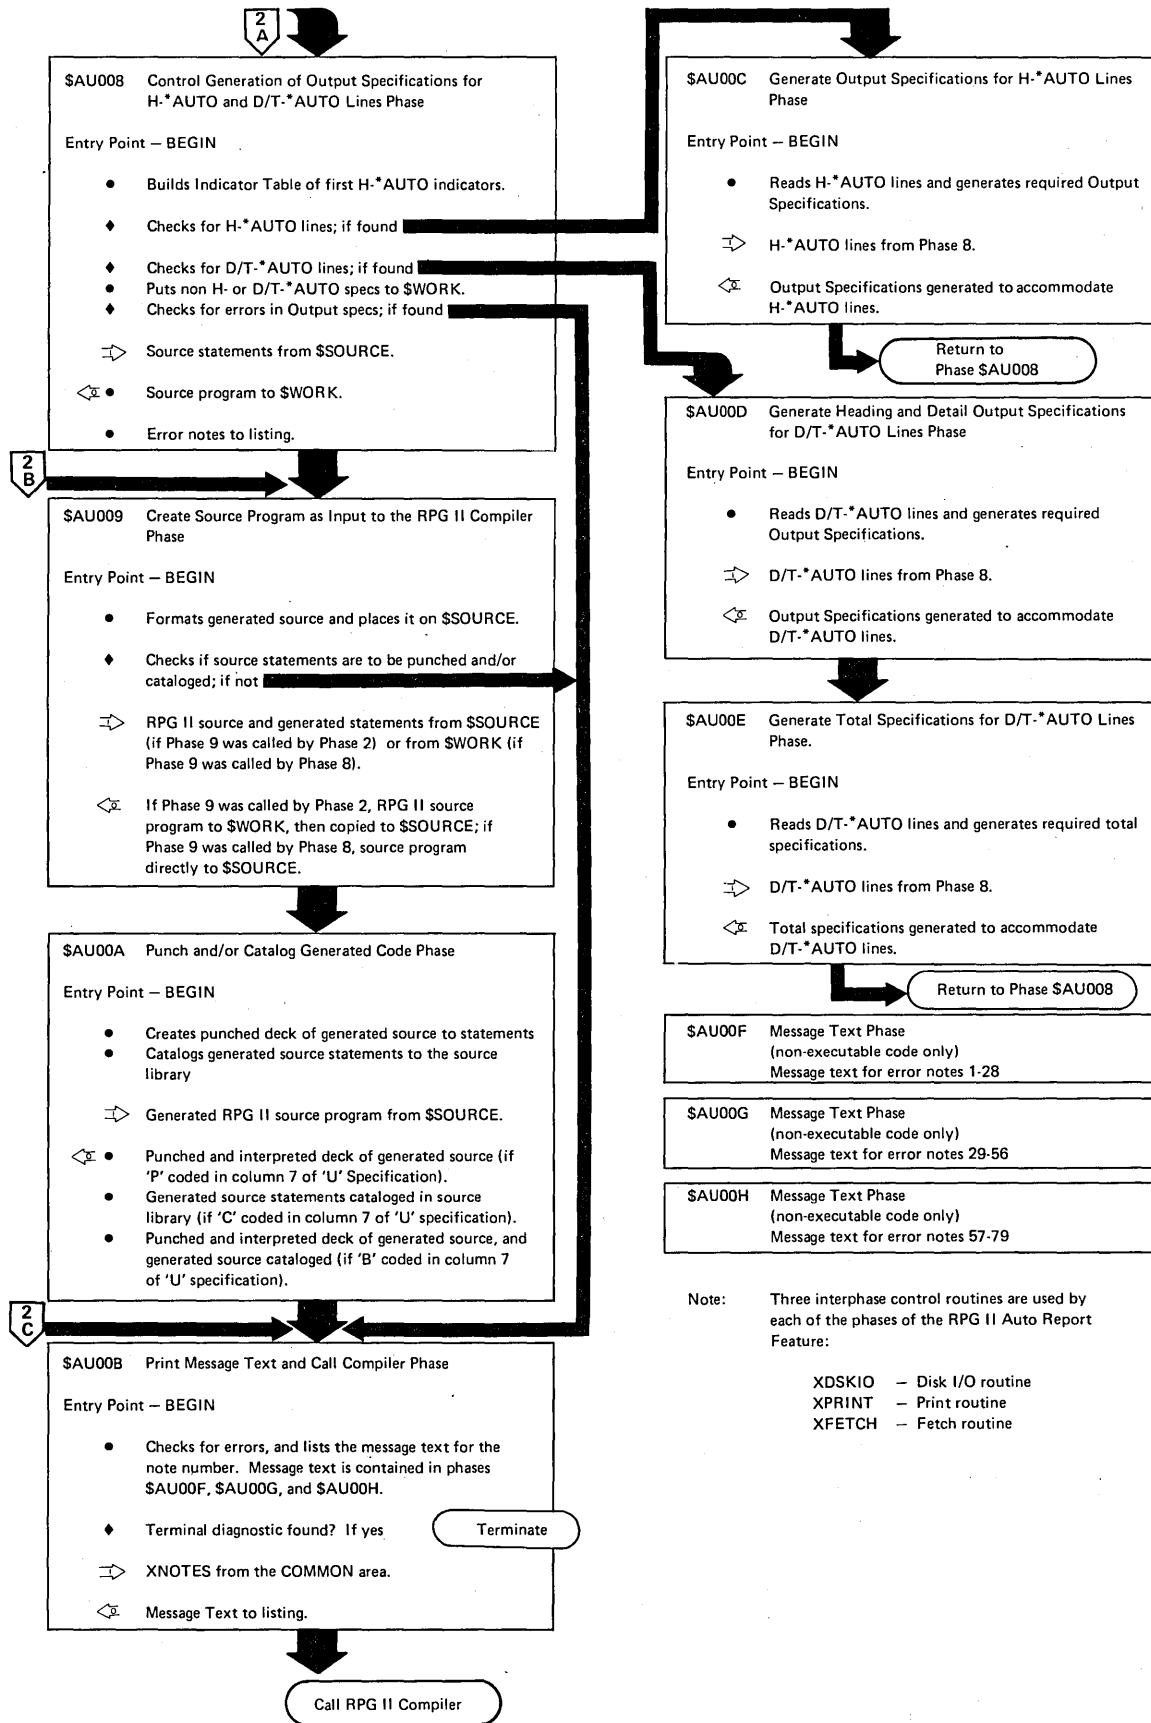 2
A
$AU008 Control Generation of Output Specifications for
H-*AUTO and D/T-*AUTO Lines Phase
Entry Point — BEGIN
● Builds Indicator Table of first H-*AUTO indicators.
♦ Checks for H-*AUTO lines; if found
♦ Checks for D/T-*AUTO lines; if found
● Puts non H- or D/T-*AUTO specs to $WORK.
♦ Checks for errors in Output specs; if found
I Source statements from $SOURCE.
O ● Source program to $WORK.
● Error notes to listing.
2
B
$AU009 Create Source Program as Input to the RPG II Compiler
Phase
Entry Point — BEGIN
● Formats generated source and places it on $SOURCE.
♦ Checks if source statements are to be punched and/or
cataloged; if not
I RPG II source and generated statements from $SOURCE
(if Phase 9 was called by Phase 2) or from $WORK (if
Phase 9 was called by Phase 8).
O If Phase 9 was called by Phase 2, RPG II source
program to $WORK, then copied to $SOURCE; if
Phase 9 was called by Phase 8, source program
directly to $SOURCE.
$AU00A Punch and/or Catalog Generated Code Phase
Entry Point — BEGIN
● Creates punched deck of generated source to statements
● Catalogs generated source statements to the source
library
I Generated RPG II source program from $SOURCE.
O ● Punched and interpreted deck of generated source (if
'P' coded in column 7 of 'U' Specification).
● Generated source statements cataloged in source
library (if 'C' coded in column 7 of 'U' specification).
● Punched and interpreted deck of generated source, and
generated source cataloged (if 'B' coded in column 7
of 'U' specification).
2
C
$AU00B Print Message Text and Call Compiler Phase
Entry Point — BEGIN
● Checks for errors, and lists the message text for the
note number. Message text is contained in phases
$AU00F, $AU00G, and $AU00H.
♦ Terminal diagnostic found? If yes
Terminate
I XNOTES from the COMMON area.
O Message Text to listing.
Call RPG II Compiler
$AU00C Generate Output Specifications for H-*AUTO Lines
Phase
Entry Point — BEGIN
● Reads H-*AUTO lines and generates required Output
Specifications.
I H-*AUTO lines from Phase 8.
O Output Specifications generated to accommodate
H-*AUTO lines.
Return to
Phase $AU008
$AU00D Generate Heading and Detail Output Specifications
for D/T-*AUTO Lines Phase
Entry Point — BEGIN
● Reads D/T-*AUTO lines and generates required
Output Specifications.
I D/T-*AUTO lines from Phase 8.
O Output Specifications generated to accommodate
D/T-*AUTO lines.
$AU00E Generate Total Specifications for D/T-*AUTO Lines
Phase.
Entry Point — BEGIN
● Reads D/T-*AUTO lines and generates required total
specifications.
I D/T-*AUTO lines from Phase 8.
O Total specifications generated to accommodate
D/T-*AUTO lines.
Return to Phase $AU008
$AU00F Message Text Phase
(non-executable code only)
Message text for error notes 1-28
$AU00G Message Text Phase
(non-executable code only)
Message text for error notes 29-56
$AU00H Message Text Phase
(non-executable code only)
Message text for error notes 57-79
Note: Three interphase control routines are used by
each of the phases of the RPG II Auto Report
Feature:
XDSKIO — Disk I/O routine
XPRINT — Print routine
XFETCH — Fetch routine